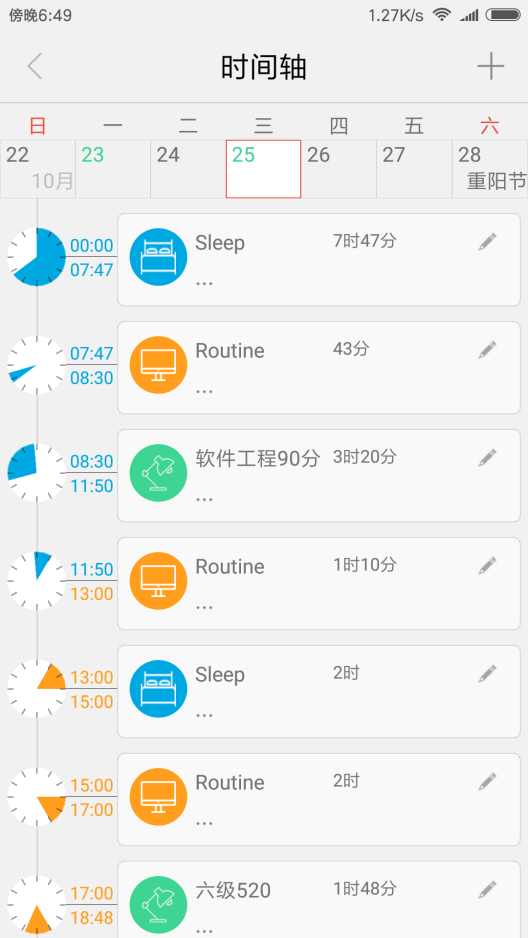 傍晚6:49 1.27K/s
时间轴
日 一 二 三 四 五 六
22 23 24 25 26 27 28
10月 重阳节
00:00 Sleep 7时47分
07:47 ...
07:47 Routine 43分
08:30 ...
08:30 软件工程90分 3时20分
11:50 ...
11:50 Routine 1时10分
13:00 ...
13:00 Sleep 2时
15:00 ...
15:00 Routine 2时
17:00 ...
17:00 六级520 1时48分
18:48 ...